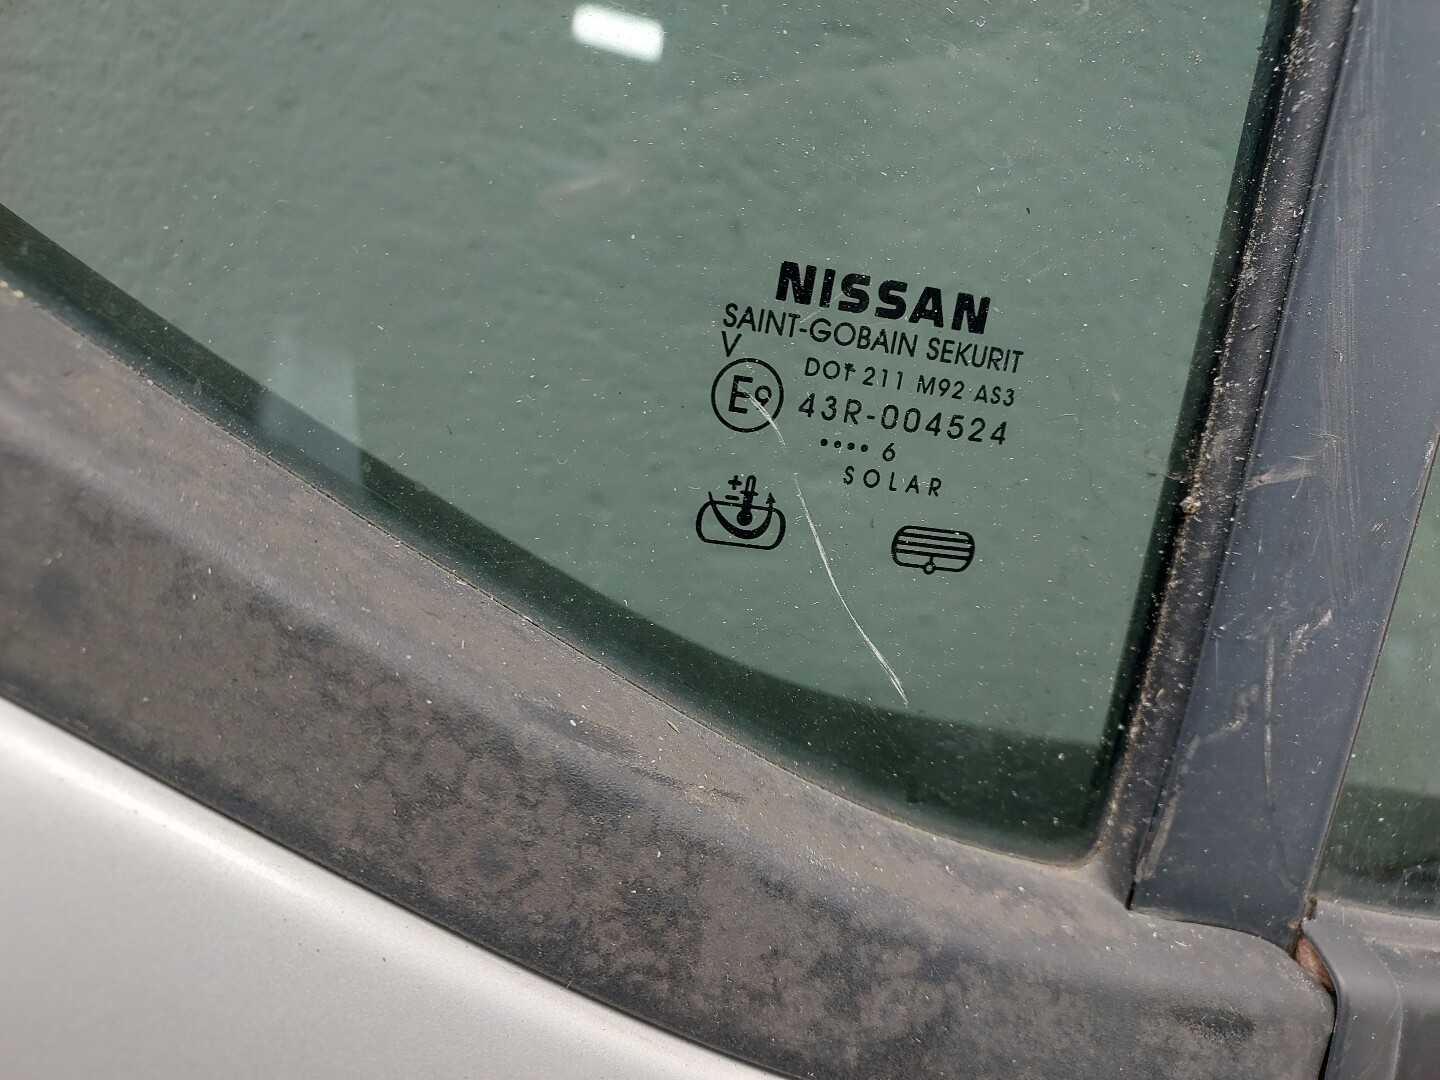 NISSAN
SAINT-GOBAIN SEKURIT
V
DOT 211 M92 AS3
E9 43R-004524
•••• 6
SOLAR